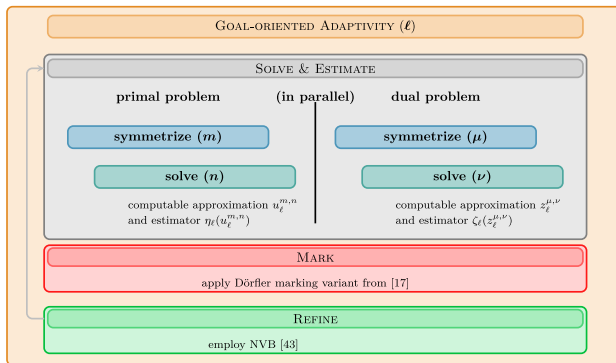 GOAL-ORIENTED ADAPTIVITY (ℓ)
SOLVE & ESTIMATE
primal problem (in parallel) dual problem
symmetrize (m) symmetrize (μ)
solve (n) solve (ν)
computable approximation u_ℓ^{m,n} computable approximation z_ℓ^{μ,ν}
and estimator η_ℓ(u_ℓ^{m,n}) and estimator ζ_ℓ(z_ℓ^{μ,ν})
MARK
apply Dörfler marking variant from [17]
REFINE
employ NVB [43]